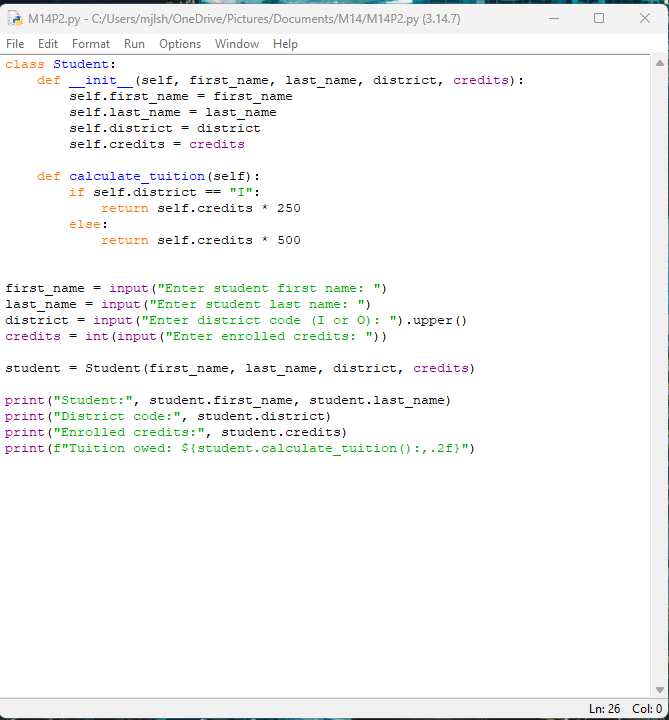 M14P2.py - C:/Users/mjlsh/OneDrive/Pictures/Documents/M14/M14P2.py (3.14.7)
File Edit Format Run Options Window Help
class Student:
    def __init__(self, first_name, last_name, district, credits):
        self.first_name = first_name
        self.last_name = last_name
        self.district = district
        self.credits = credits

    def calculate_tuition(self):
        if self.district == "I":
            return self.credits * 250
        else:
            return self.credits * 500


first_name = input("Enter student first name: ")
last_name = input("Enter student last name: ")
district = input("Enter district code (I or O): ").upper()
credits = int(input("Enter enrolled credits: "))

student = Student(first_name, last_name, district, credits)

print("Student:", student.first_name, student.last_name)
print("District code:", student.district)
print("Enrolled credits:", student.credits)
print(f"Tuition owed: ${student.calculate_tuition():,.2f}")
Ln: 26 Col: 0